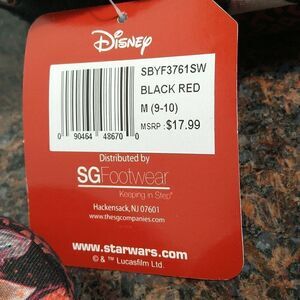 Disney
SBYF3761SW
BLACK RED
M (9-10)
MSRP : $17.99
0 90464 48670 0
Distributed by
SGFootwear
Keeping in Step®
Hackensack, NJ 07601
www.thesgcompanies.com
www.starwars.com
© & ™ Lucasfilm Ltd.